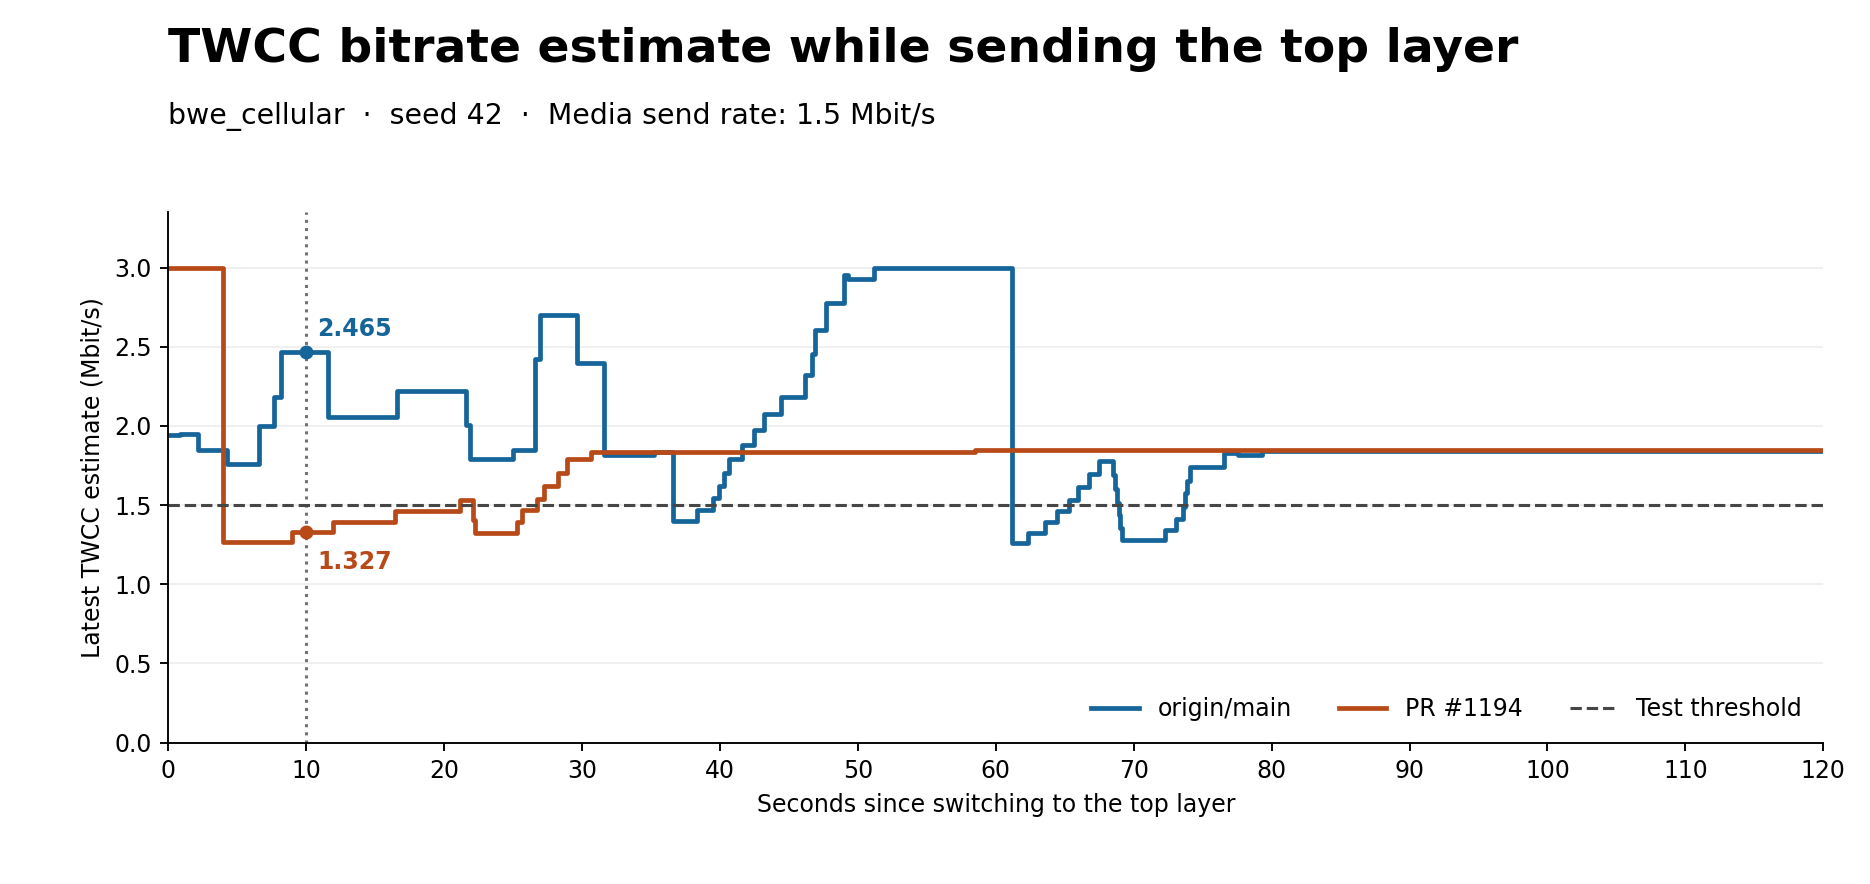 TWCC bitrate estimate while sending the top layer
bwe_cellular · seed 42 · Media send rate: 1.5 Mbit/s
Latest TWCC estimate (Mbit/s)
3.0
2.5
2.0
1.5
1.0
0.5
0.0
2.465
1.327
origin/main
PR #1194
Test threshold
0 10 20 30 40 50 60 70 80 90 100 110 120
Seconds since switching to the top layer